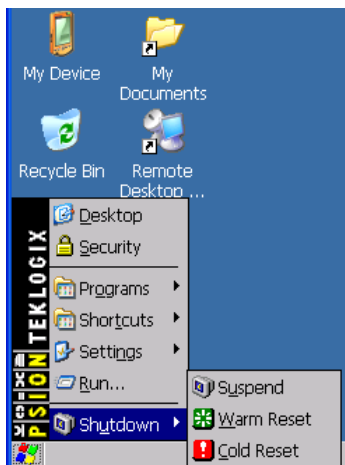 My Device
My
Documents
Recycle Bin
Remote
Desktop ...
Desktop
Security
Programs
Shortcuts
Settings
Run...
Shutdown
Suspend
Warm Reset
Cold Reset
PSION TEKLOGIX